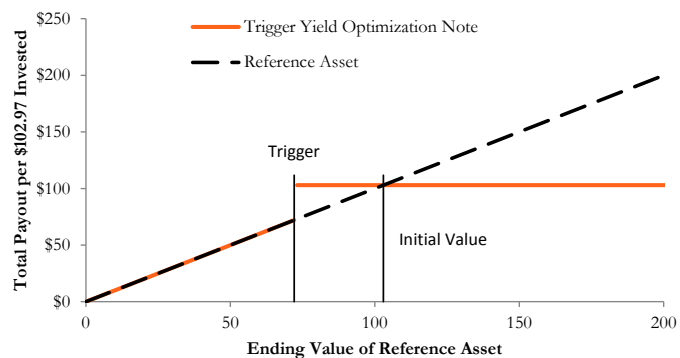 $250
$200
$150
$100
$50
$0
Total Payout per $102.97 Invested
Trigger Yield Optimization Note
Reference Asset
Trigger
Initial Value
0
50
100
150
200
Ending Value of Reference Asset